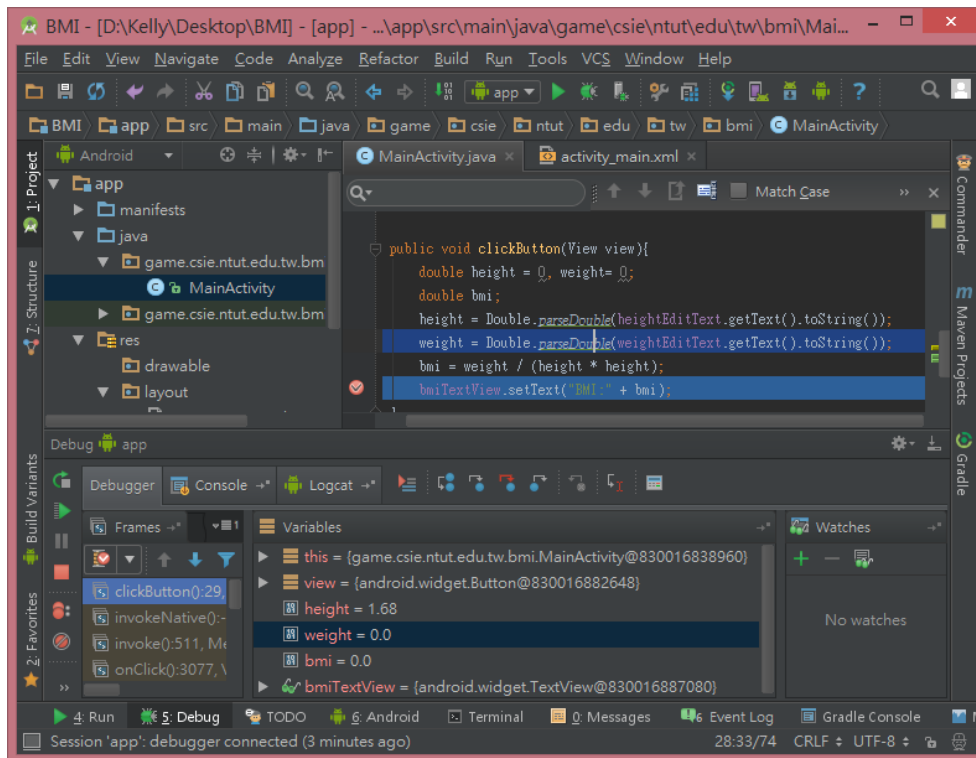 BMI - [D:\Kelly\Desktop\BMI] - [app] - ...\app\src\main\java\game\csie\ntut\edu\tw\bmi\Mai...
File Edit View Navigate Code Analyze Refactor Build Run Tools VCS Window Help
app
BMI app src main java game csie ntut edu tw bmi MainActivity
1: Project
Android
MainActivity.java activity_main.xml
Match Case
app
manifests
java
game.csie.ntut.edu.tw.bm
MainActivity
game.csie.ntut.edu.tw.bm
res
drawable
layout
7: Structure
public void clickButton(View view){
double height = 0, weight= 0;
double bmi;
height = Double.parseDouble(heightEditText.getText().toString());
weight = Double.parseDouble(weightEditText.getText().toString());
bmi = weight / (height * height);
bmiTextView.setText("BMI:" + bmi);
}
Commander
Maven Projects
Gradle
Debug app
Build Variants
2: Favorites
Debugger Console Logcat
Frames 1
clickButton():29,
invokeNative():-
invoke():511, Me
onClick():3077, \
Variables
this = {game.csie.ntut.edu.tw.bmi.MainActivity@830016838960}
view = {android.widget.Button@830016882648}
height = 1.68
weight = 0.0
bmi = 0.0
bmiTextView = {android.widget.TextView@830016887080}
Watches
No watches
4: Run 5: Debug TODO 6: Android Terminal 0: Messages 6 Event Log Gradle Console M
Session 'app': debugger connected (3 minutes ago) 28:33/74 CRLF UTF-8